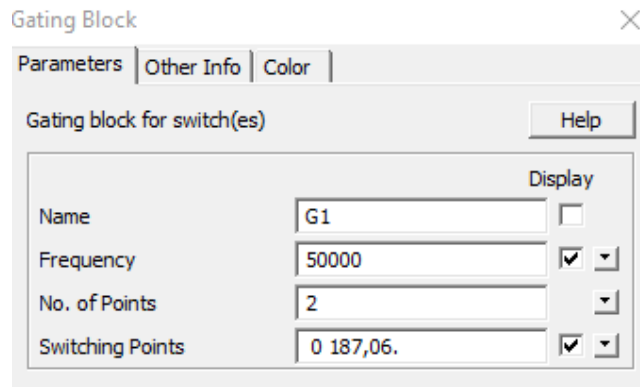 Gating Block
Parameters Other Info Color
Gating block for switch(es) Help
Display
Name G1
Frequency 50000
No. of Points 2
Switching Points 0 187,06.